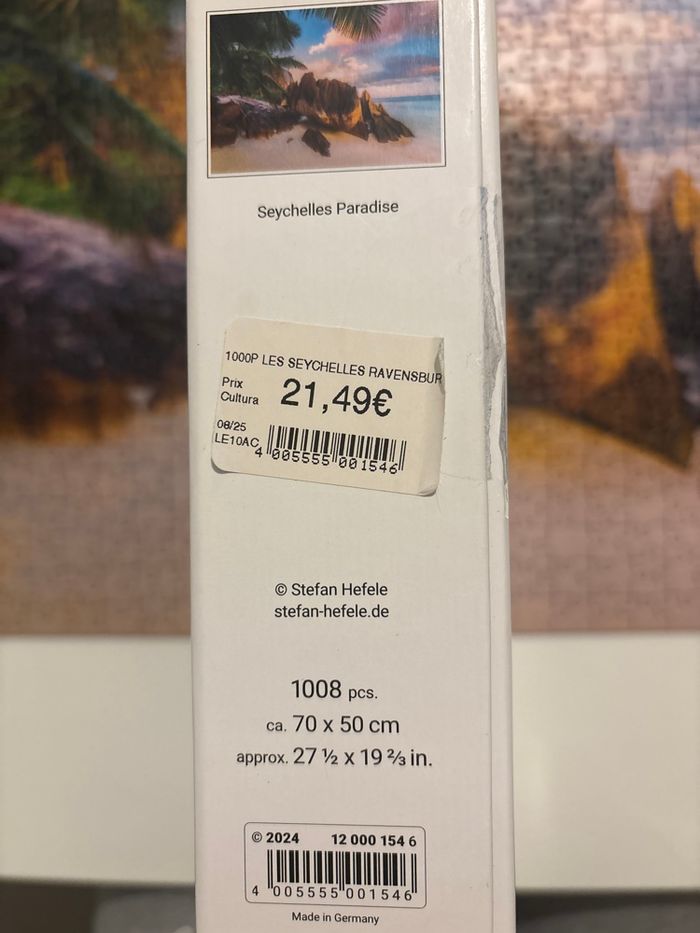 Seychelles Paradise
1000P LES SEYCHELLES RAVENSBUR
Prix
Cultura
21,49€
08/25
LE10AC
4 005555 001546
© Stefan Hefele
stefan-hefele.de
1008 pcs.
ca. 70 x 50 cm
approx. 27 ½ x 19 ⅔ in.
© 2024 12 000 154 6
4 005555 001546
Made in Germany